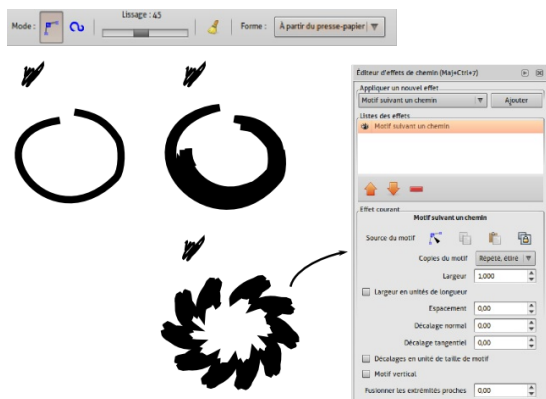 Mode :
Lissage : 45
Forme : À partir du presse-papier
Éditeur d'effets de chemin (Maj+Ctrl+7)
Appliquer un nouvel effet
Motif suivant un chemin
Ajouter
Listes des effets
Motif suivant un chemin
Effet courant
Motif suivant un chemin
Source du motif
Copies du motif Répété, étiré
Largeur 1,000
Largeur en unités de longueur
Espacement 0,00
Décalage normal 0,00
Décalage tangentiel 0,00
Décalages en unité de taille de motif
Motif vertical
Fusionner les extrémités proches 0,00